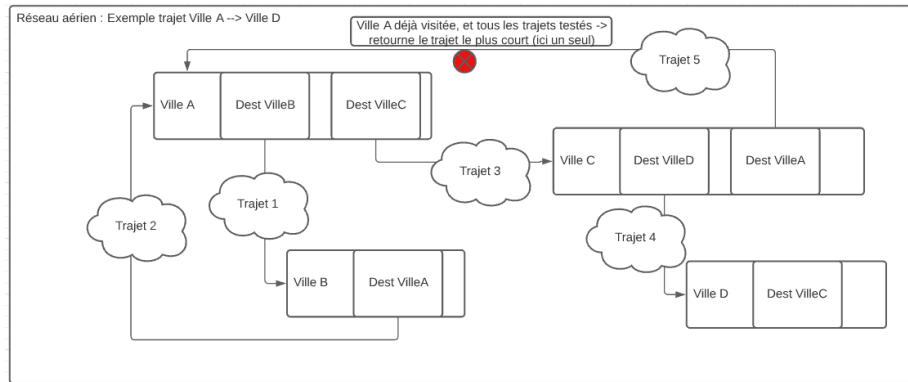 Réseau aérien : Exemple trajet Ville A --> Ville D
Ville A déjà visitée, et tous les trajets testés ->
retourne le trajet le plus court (ici un seul)
Trajet 5
Ville A
Dest VilleB
Dest VilleC
Ville C
Dest VilleD
Dest VilleA
Trajet 3
Trajet 1
Trajet 2
Trajet 4
Ville B
Dest VilleA
Ville D
Dest VilleC